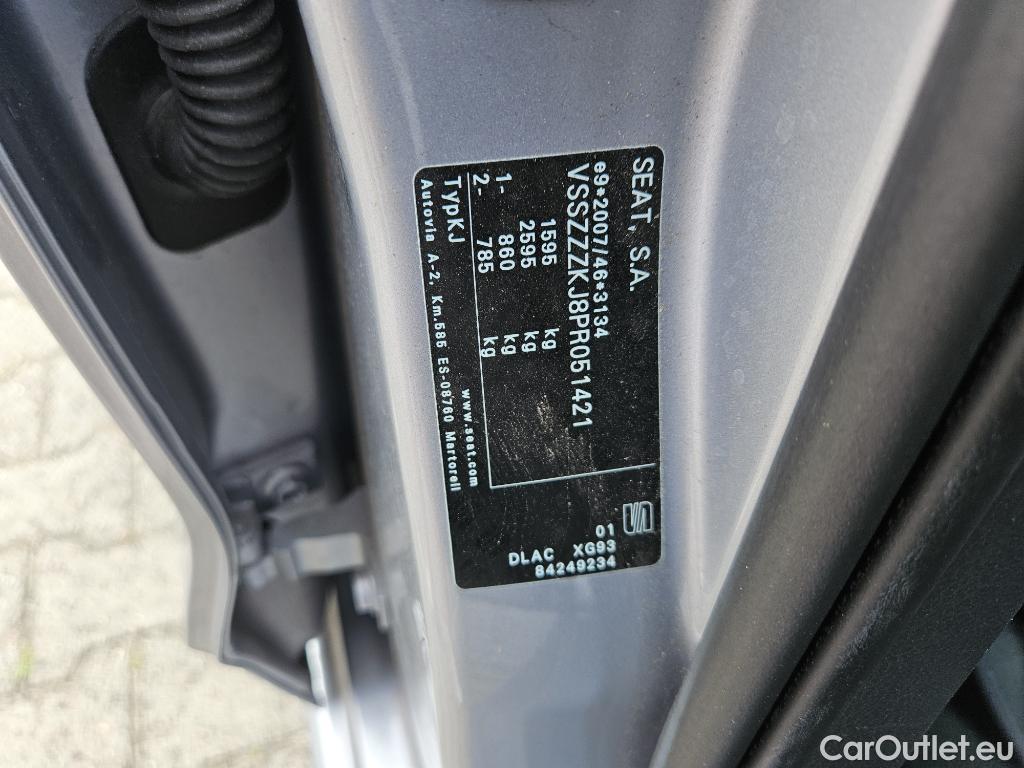 SEAT, S.A.
e9*2007/46*3134
VSSZZZKJ8PR051421
1595 kg
2595 kg
1- 860 kg
2- 785 kg
TypKJ
www.seat.com
Autovia A-2, Km.585 ES-08760 Martorell
01
XG93
DLAC
84249234
CarOutlet.eu